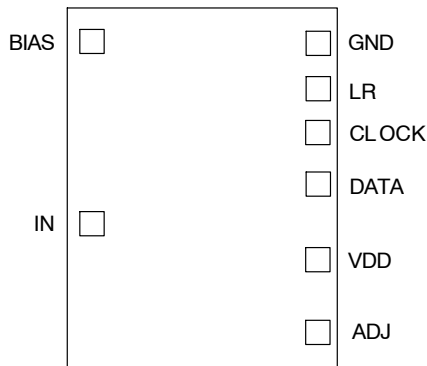 BIAS
GND
LR
CLOCK
DATA
IN
VDD
ADJ